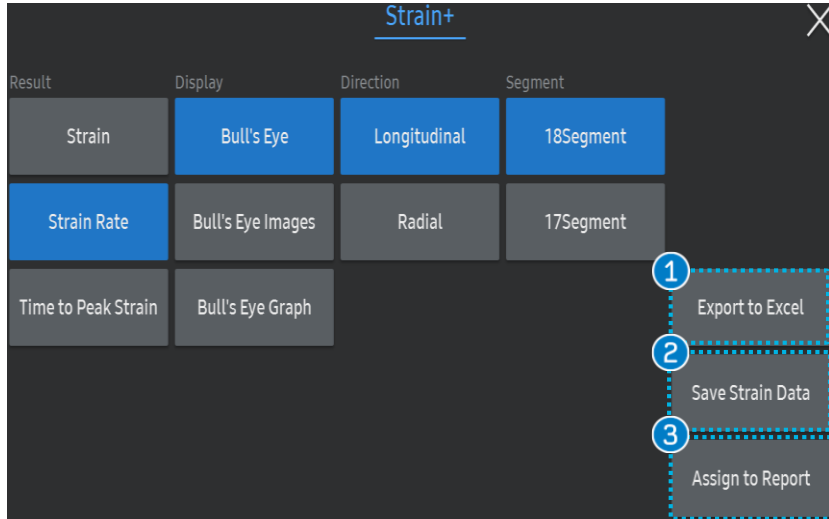 Strain+
X
Result Display Direction Segment
Strain Bull's Eye Longitudinal 18Segment
Strain Rate Bull's Eye Images Radial 17Segment
1
Time to Peak Strain Bull's Eye Graph Export to Excel
2
Save Strain Data
3
Assign to Report